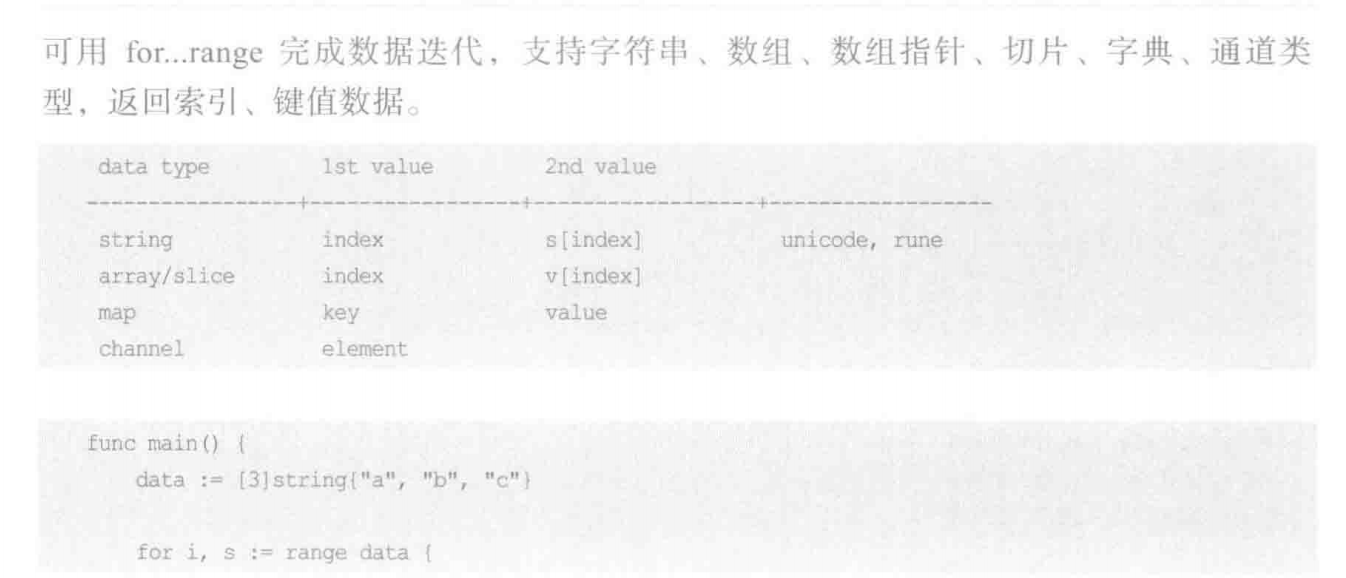 可用 for...range 完成数据迭代，支持字符串、数组、数组指针、切片、字典、通道类
型，返回索引、键值数据。
data type 1st value 2nd value
-----------------+------------------+-------------------+------------------
string index s[index] unicode, rune
array/slice index v[index]
map key value
channel element
func main() {
data := [3]string{"a", "b", "c"}
for i, s := range data {